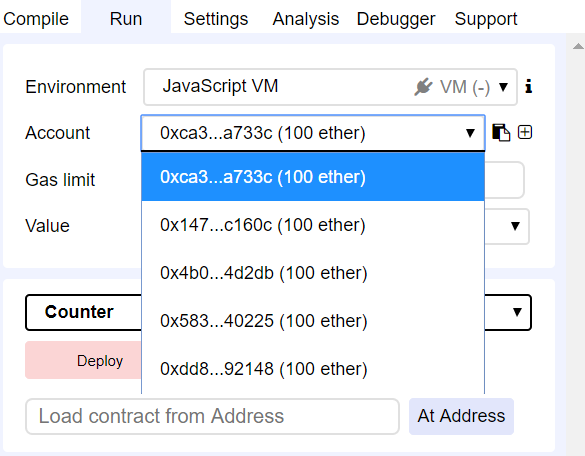 Compile Run Settings Analysis Debugger Support
Environment JavaScript VM VM (-)
Account 0xca3...a733c (100 ether)
0xca3...a733c (100 ether)
Gas limit
0x147...c160c (100 ether)
Value
0x4b0...4d2db (100 ether)
Counter 0x583...40225 (100 ether)
Deploy 0xdd8...92148 (100 ether)
Load contract from Address At Address